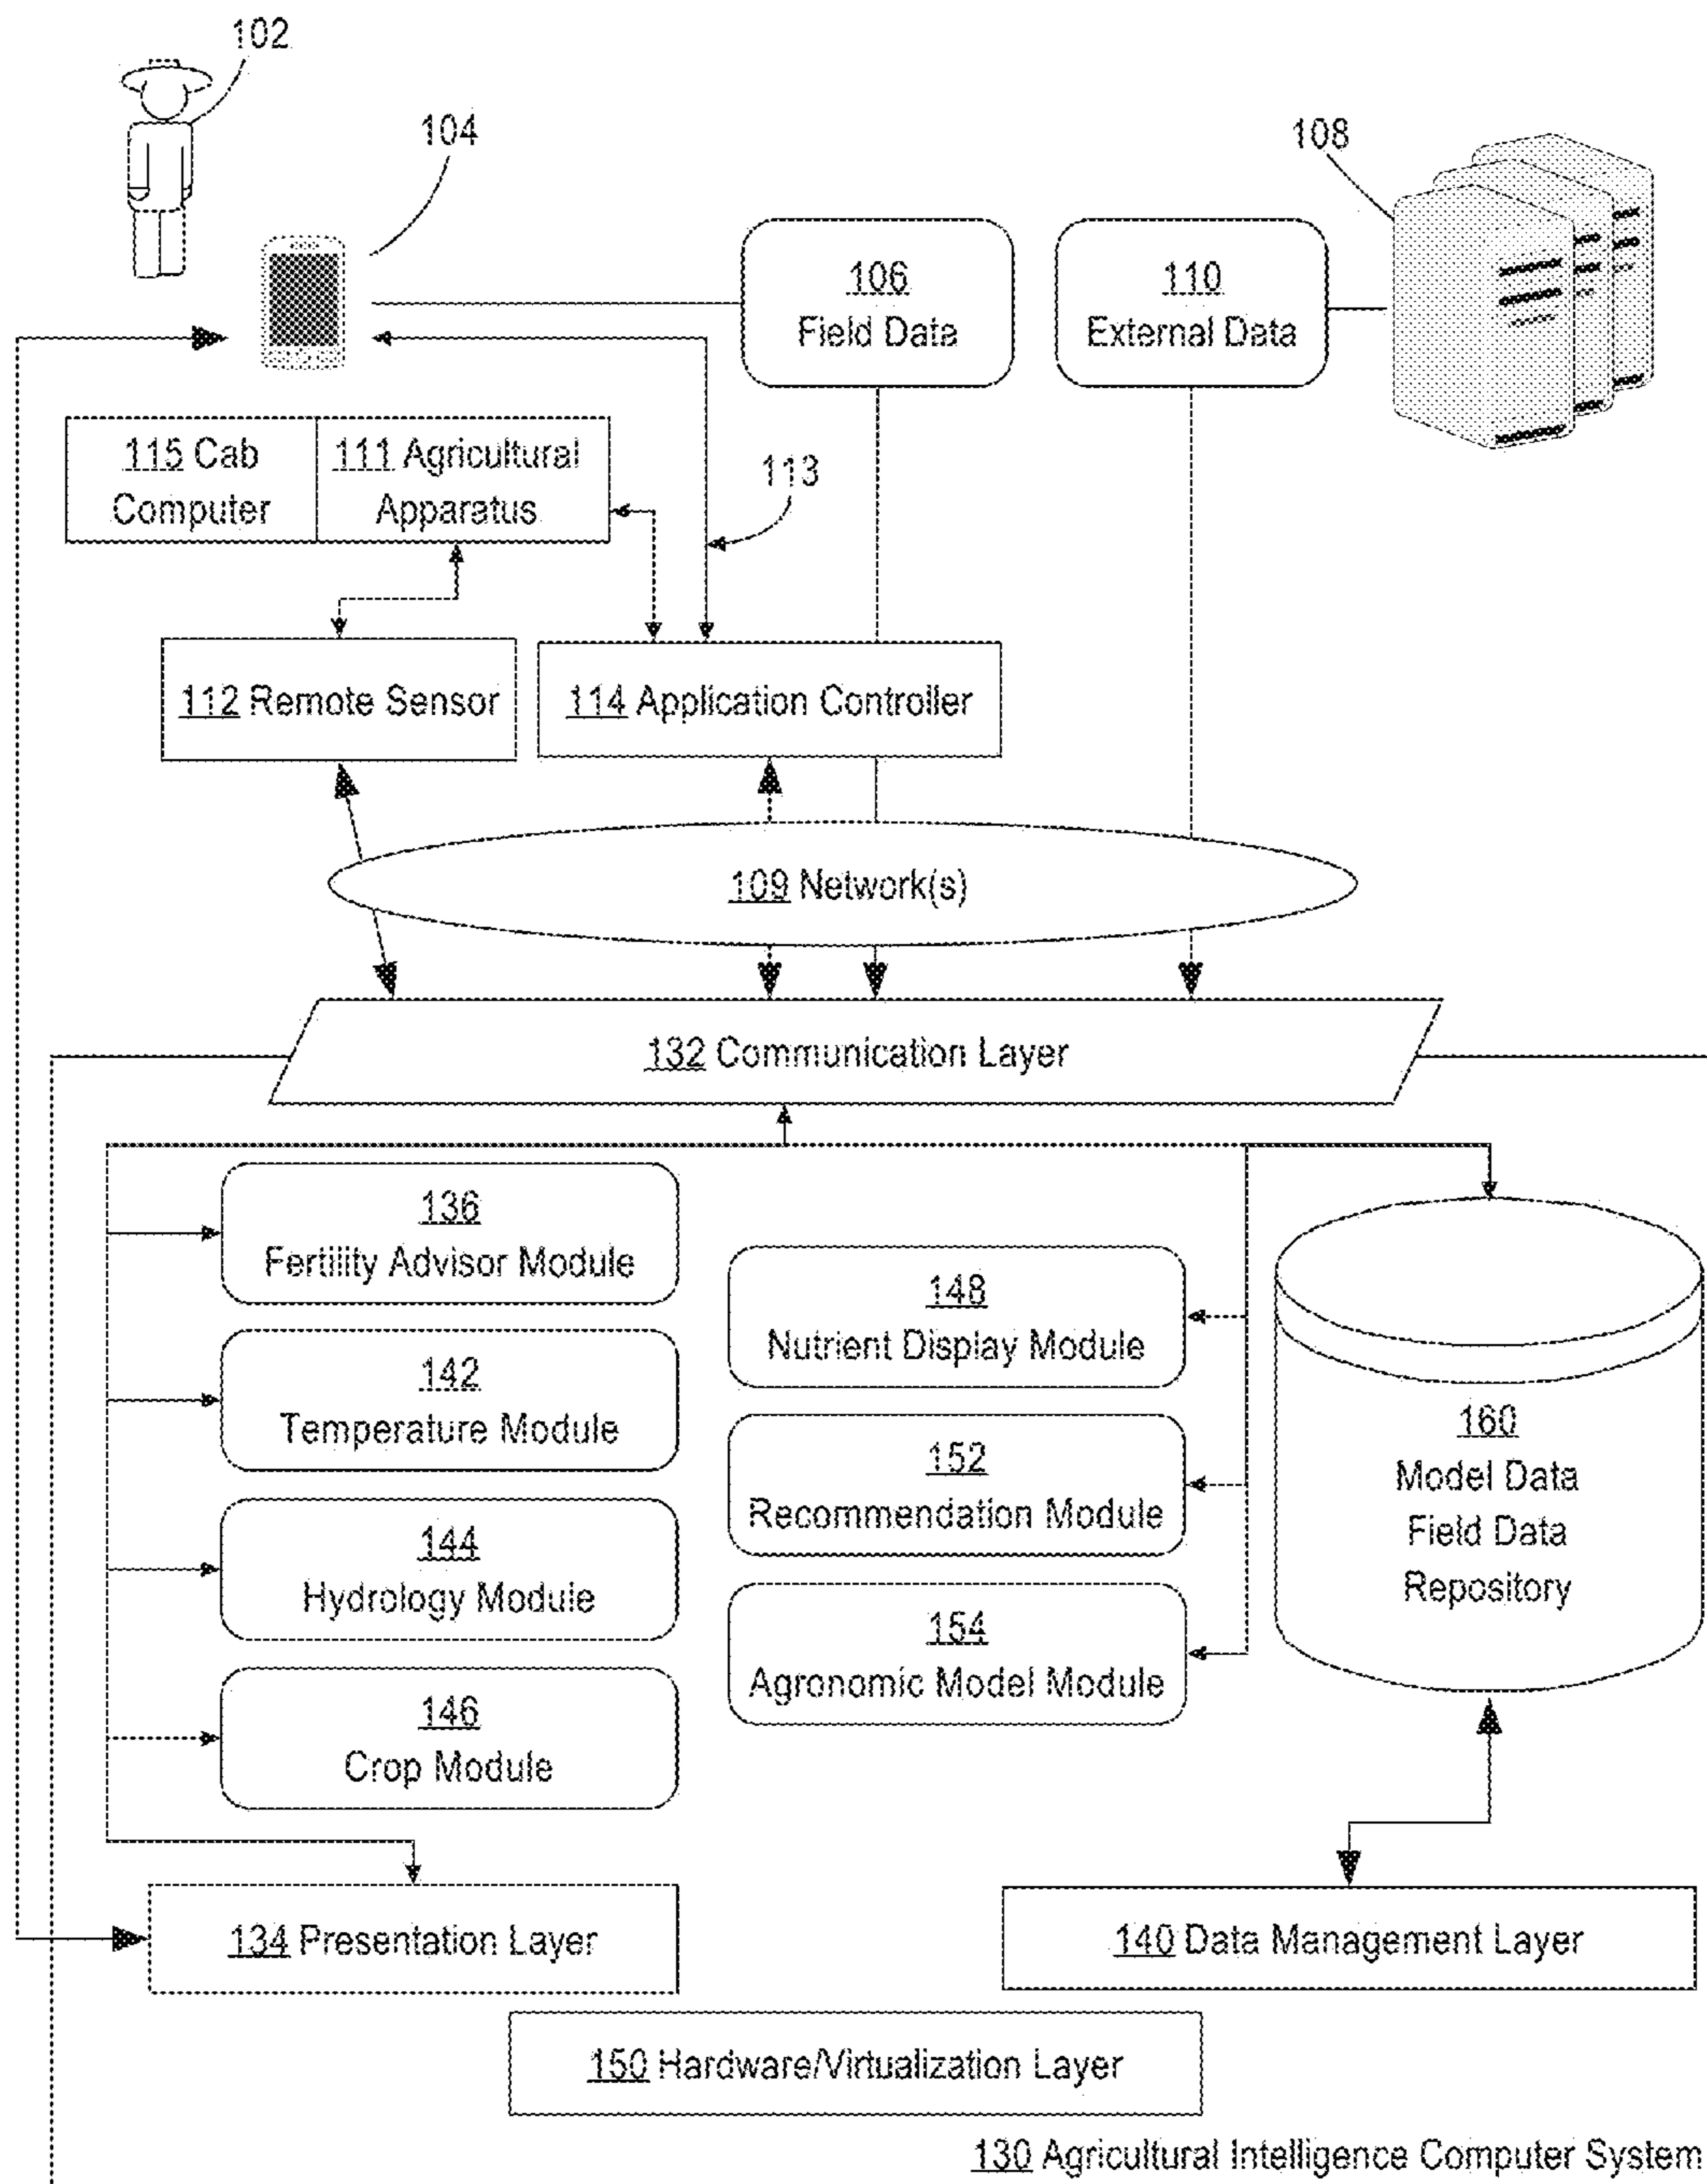 102
104
108
106
Field Data
110
External Data
115 Cab
Computer
111 Agricultural
Apparatus
113
112 Remote Sensor
114 Application Controller
109 Network(s)
132 Communication Layer
136
Fertility Advisor Module
142
Temperature Module
144
Hydrology Module
146
Crop Module
148
Nutrient Display Module
152
Recommendation Module
154
Agronomic Model Module
160
Model Data
Field Data
Repository
134 Presentation Layer
140 Data Management Layer
150 Hardware/Virtualization Layer
130 Agricultural Intelligence Computer System